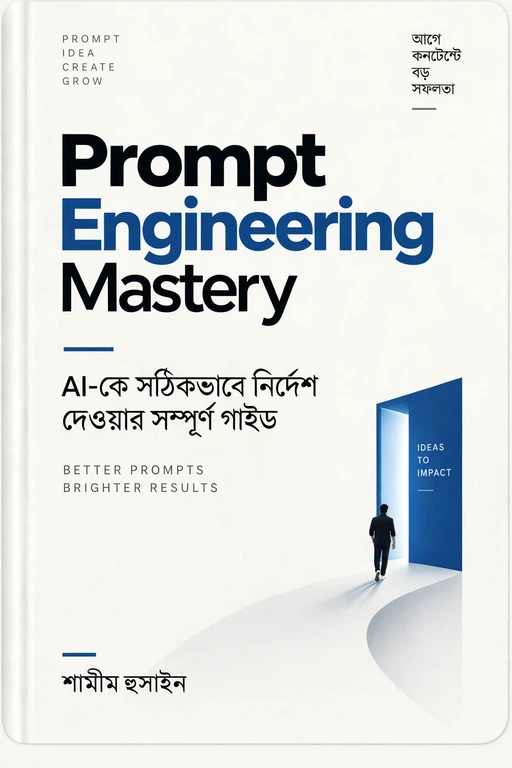 PROMPT
IDEA
CREATE
GROW
আগে
কনটেন্টে
বড়
সফলতা
Prompt
Engineering
Mastery
AI-কে সঠিকভাবে নির্দেশ
দেওয়ার সম্পূর্ণ গাইড
BETTER PROMPTS
BRIGHTER RESULTS
IDEAS
TO
IMPACT
শামীম হুসাইন